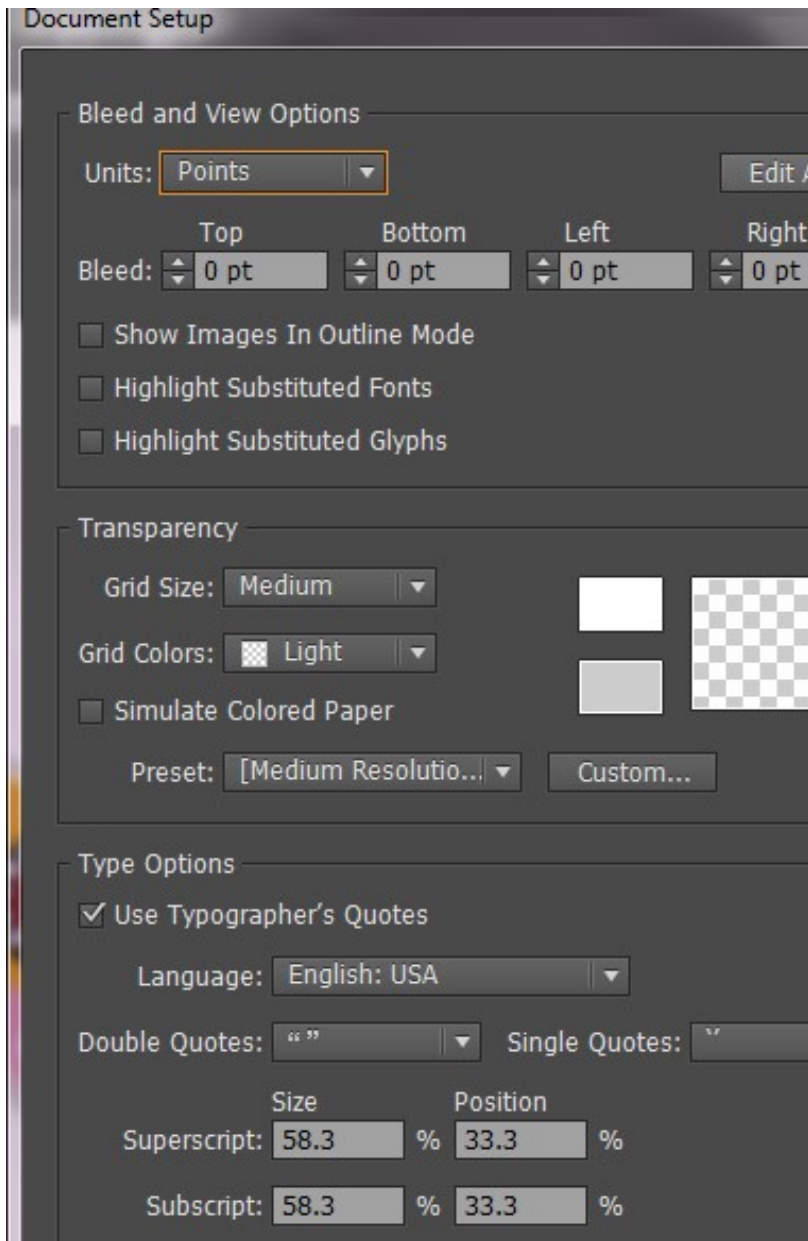 Document Setup
Bleed and View Options
Units: Points Edit A
Top Bottom Left Right
Bleed: 0 pt 0 pt 0 pt 0 pt
Show Images In Outline Mode
Highlight Substituted Fonts
Highlight Substituted Glyphs
Transparency
Grid Size: Medium
Grid Colors: Light
Simulate Colored Paper
Preset: [Medium Resolutio... Custom...
Type Options
Use Typographer’s Quotes
Language: English: USA
Double Quotes: “ ” Single Quotes: ‘’
Size Position
Superscript: 58.3 % 33.3 %
Subscript: 58.3 % 33.3 %